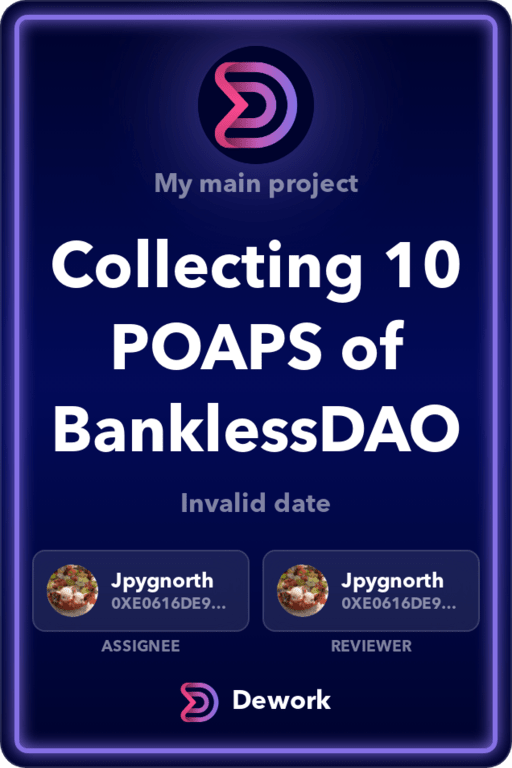 My main project
Collecting 10
POAPS of
BanklessDAO
Invalid date
Jpygnorth
0XE0616DE9...
ASSIGNEE
Jpygnorth
0XE0616DE9...
REVIEWER
Dework